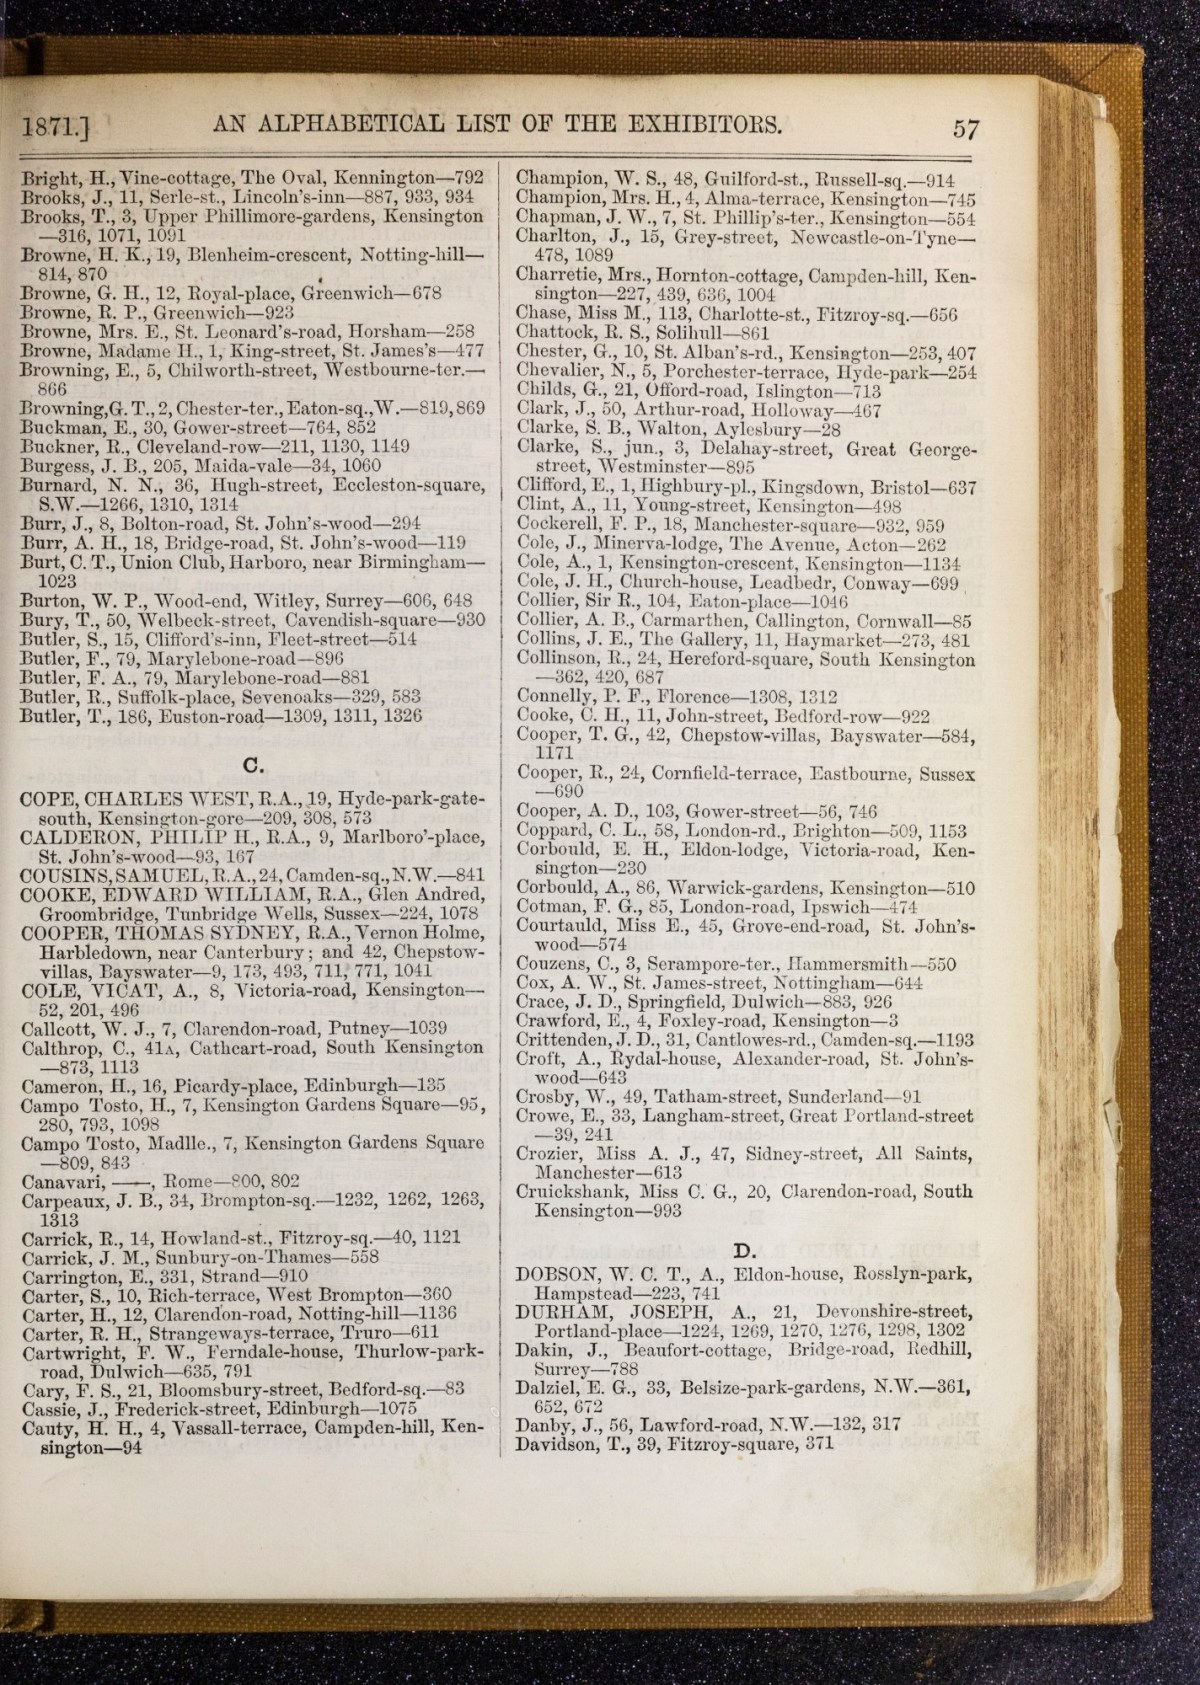 1871.] AN ALPHABETICAL LIST OF THE EXHIBITORS. 57
Bright, H., Vine-cottage, The Oval, Kennington—792
Brooks, J., 11, Serle-st., Lincoln's-inn—887, 933, 934
Brooks, T., 3, Upper Phillimore-gardens, Kensington
—316, 1071, 1091
Browne, H. K., 19, Blenheim-crescent, Notting-hill—
814, 870
Browne, G. H., 12, Royal-place, Greenwich—678
Browne, R. P., Greenwich—923
Browne, Mrs. E., St. Leonard's-road, Horsham—258
Browne, Madame H., 1, King-street, St. James's—477
Browning, E., 5, Chilworth-street, Westbourne-ter.—
866
Browning, G. T., 2, Chester-ter., Eaton-sq., W.—819, 869
Buckman, E., 30, Gower-street—764, 852
Buckner, R., Cleveland-row—211, 1130, 1149
Burgess, J. B., 205, Maida-vale—34, 1060
Burnard, N. N., 36, Hugh-street, Eccleston-square,
S.W.—1266, 1310, 1314
Burr, J., 8, Bolton-road, St. John's-wood—294
Burr, A. H., 18, Bridge-road, St. John's-wood—119
Burt, C. T., Union Club, Harboro, near Birmingham—
1023
Burton, W. P., Wood-end, Witley, Surrey—606, 648
Bury, T., 50, Welbeck-street, Cavendish-square—930
Butler, S., 15, Clifford's-inn, Fleet-street—514
Butler, F., 79, Marylebone-road—896
Butler, F. A., 79, Marylebone-road—881
Butler, R., Suffolk-place, Sevenoaks—329, 583
Butler, T., 186, Euston-road—1309, 1311, 1326
C.
COPE, CHARLES WEST, R.A., 19, Hyde-park-gate-
south, Kensington-gore—209, 308, 573
CALDERON, PHILIP H., R.A., 9, Marlboro'-place,
St. John's-wood—93, 167
COUSINS, SAMUEL, R.A., 24, Camden-sq., N.W.—841
COOKE, EDWARD WILLIAM, R.A., Glen Andred,
Groombridge, Tunbridge Wells, Sussex—224, 1078
COOPER, THOMAS SYDNEY, R.A., Vernon Holme,
Harbledown, near Canterbury; and 42, Chepstow-
villas, Bayswater—9, 173, 493, 711, 771, 1041
COLE, VICAT, A., 8, Victoria-road, Kensington—
52, 201, 496
Callcott, W. J., 7, Clarendon-road, Putney—1039
Calthrop, C., 41A, Cathcart-road, South Kensington
—873, 1113
Cameron, H., 16, Picardy-place, Edinburgh—135
Campo Tosto, H., 7, Kensington Gardens Square—95,
280, 793, 1098
Campo Tosto, Madlle., 7, Kensington Gardens Square
—809, 843
Canavari, ——, Rome—800, 802
Carpeaux, J. B., 34, Brompton-sq.—1232, 1262, 1263,
1313
Carrick, R., 14, Howland-st., Fitzroy-sq.—40, 1121
Carrick, J. M., Sunbury-on-Thames—558
Carrington, E., 331, Strand—910
Carter, S., 10, Rich-terrace, West Brompton—360
Carter, H., 12, Clarendon-road, Notting-hill—1136
Carter, R. H., Strangeways-terrace, Truro—611
Cartwright, F. W., Ferndale-house, Thurlow-park-
road, Dulwich—635, 791
Cary, F. S., 21, Bloomsbury-street, Bedford-sq.—83
Cassie, J., Frederick-street, Edinburgh—1075
Cauty, H. H., 4, Vassall-terrace, Campden-hill, Ken-
sington—94
Champion, W. S., 48, Guilford-st., Russell-sq.—914
Champion, Mrs. H., 4, Alma-terrace, Kensington—745
Chapman, J. W., 7, St. Phillip's-ter., Kensington—554
Charlton, J., 15, Grey-street, Newcastle-on-Tyne—
478, 1089
Charretie, Mrs., Hornton-cottage, Campden-hill, Ken-
sington—227, 439, 636, 1004
Chase, Miss M., 113, Charlotte-st., Fitzroy-sq.—656
Chattock, R. S., Solihull—861
Chester, G., 10, St. Alban's-rd., Kensington—253, 407
Chevalier, N., 5, Porchester-terrace, Hyde-park—254
Childs, G., 21, Offord-road, Islington—713
Clark, J., 50, Arthur-road, Holloway—467
Clarke, S. B., Walton, Aylesbury—28
Clarke, S., jun., 3, Delahay-street, Great George-
street, Westminster—895
Clifford, E., 1, Highbury-pl., Kingsdown, Bristol—637
Clint, A., 11, Young-street, Kensington—498
Cockerell, F. P., 18, Manchester-square—932, 959
Cole, J., Minerva-lodge, The Avenue, Acton—262
Cole, A., 1, Kensington-crescent, Kensington—1134
Cole, J. H., Church-house, Leadbedr, Conway—699
Collier, Sir R., 104, Eaton-place—1046
Collier, A. B., Carmarthen, Callington, Cornwall—85
Collins, J. E., The Gallery, 11, Haymarket—273, 481
Collinson, R., 24, Hereford-square, South Kensington
—362, 420, 687
Connelly, P. F., Florence—1308, 1312
Cooke, C. H., 11, John-street, Bedford-row—922
Cooper, T. G., 42, Chepstow-villas, Bayswater—584,
1171
Cooper, R., 24, Cornfield-terrace, Eastbourne, Sussex
—690
Cooper, A. D., 103, Gower-street—56, 746
Coppard, C. L., 58, London-rd., Brighton—509, 1153
Corbould, E. H., Eldon-lodge, Victoria-road, Ken-
sington—230
Corbould, A., 86, Warwick-gardens, Kensington—510
Cotman, F. G., 85, London-road, Ipswich—474
Courtauld, Miss E., 45, Grove-end-road, St. John's-
wood—574
Couzens, C., 3, Serampore-ter., Hammersmith—550
Cox, A. W., St. James-street, Nottingham—644
Crace, J. D., Springfield, Dulwich—883, 926
Crawford, E., 4, Foxley-road, Kensington—3
Crittenden, J. D., 31, Cantlowes-rd., Camden-sq.—1193
Croft, A., Rydal-house, Alexander-road, St. John's-
wood—643
Crosby, W., 49, Tatham-street, Sunderland—91
Crowe, E., 33, Langham-street, Great Portland-street
—39, 241
Crozier, Miss A. J., 47, Sidney-street, All Saints,
Manchester—613
Cruickshank, Miss C. G., 20, Clarendon-road, South
Kensington—993
D.
DOBSON, W. C. T., A., Eldon-house, Rosslyn-park,
Hampstead—223, 741
DURHAM, JOSEPH, A., 21, Devonshire-street,
Portland-place—1224, 1269, 1270, 1276, 1298, 1302
Dakin, J., Beaufort-cottage, Bridge-road, Redhill,
Surrey—788
Dalziel, E. G., 33, Belsize-park-gardens, N.W.—361,
652, 672
Danby, J., 56, Lawford-road, N.W.—132, 317
Davidson, T., 39, Fitzroy-square, 371